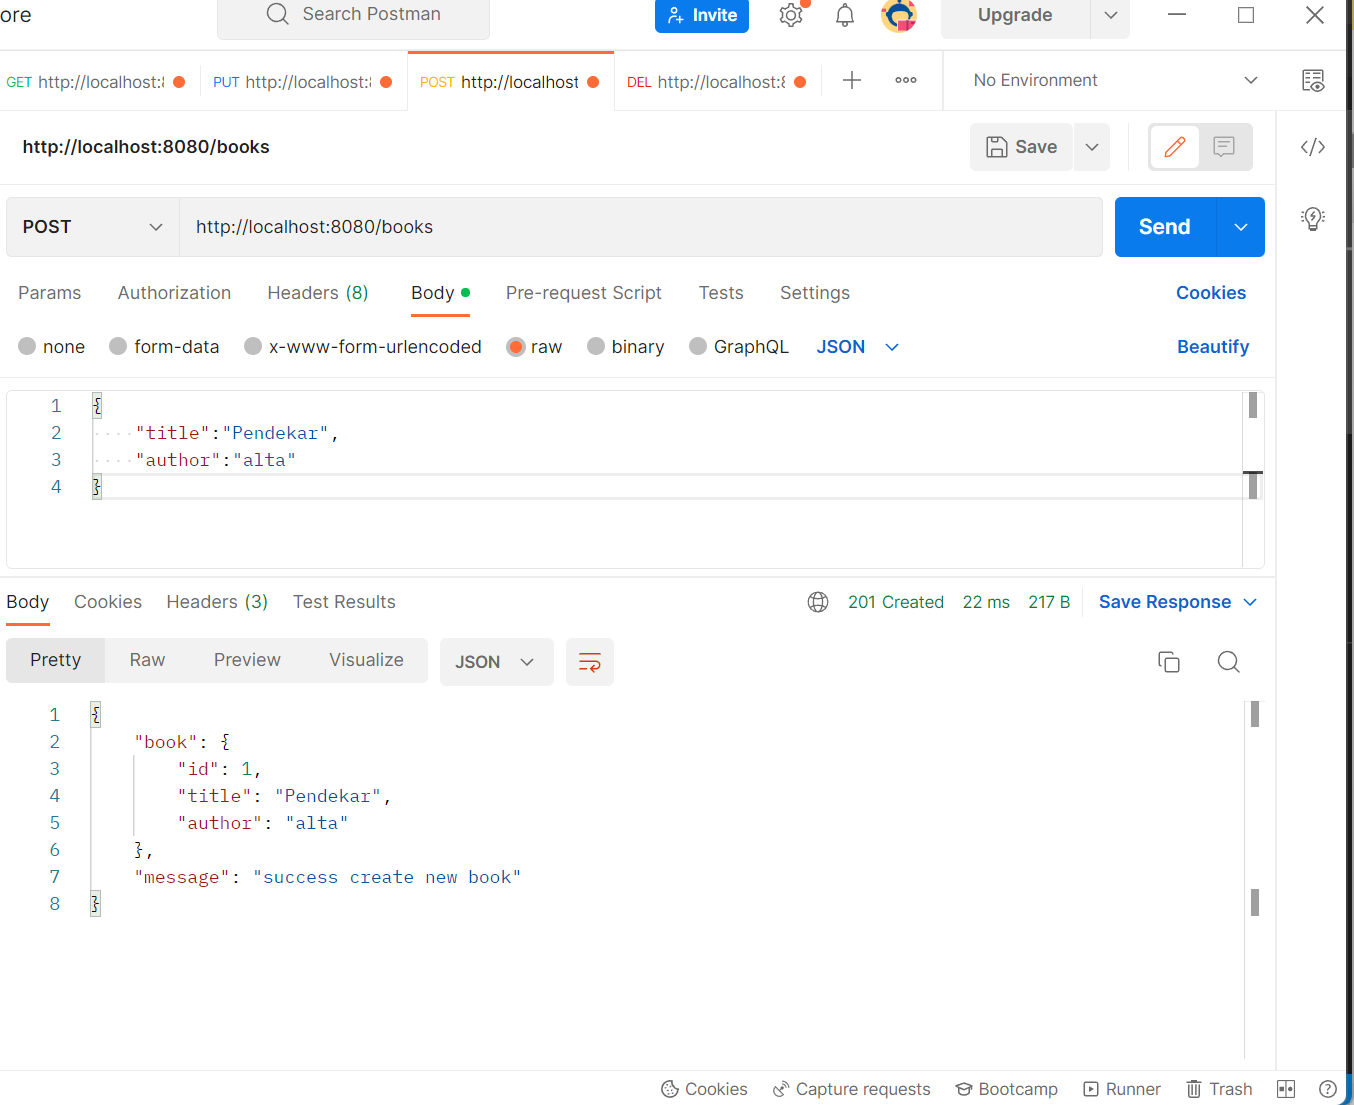 ore Search Postman Invite Upgrade
GET http://localhost: PUT http://localhost: POST http://localhost DEL http://localhost:8 No Environment
http://localhost:8080/books Save
POST http://localhost:8080/books Send
Params Authorization Headers (8) Body Pre-request Script Tests Settings Cookies
none form-data x-www-form-urlencoded raw binary GraphQL JSON Beautify
1 {
2 "title":"Pendekar",
3 "author":"alta"
4 }
Body Cookies Headers (3) Test Results 201 Created 22 ms 217 B Save Response
Pretty Raw Preview Visualize JSON
1 {
2 "book": {
3 "id": 1,
4 "title": "Pendekar",
5 "author": "alta"
6 },
7 "message": "success create new book"
8 }
Cookies Capture requests Bootcamp Runner Trash